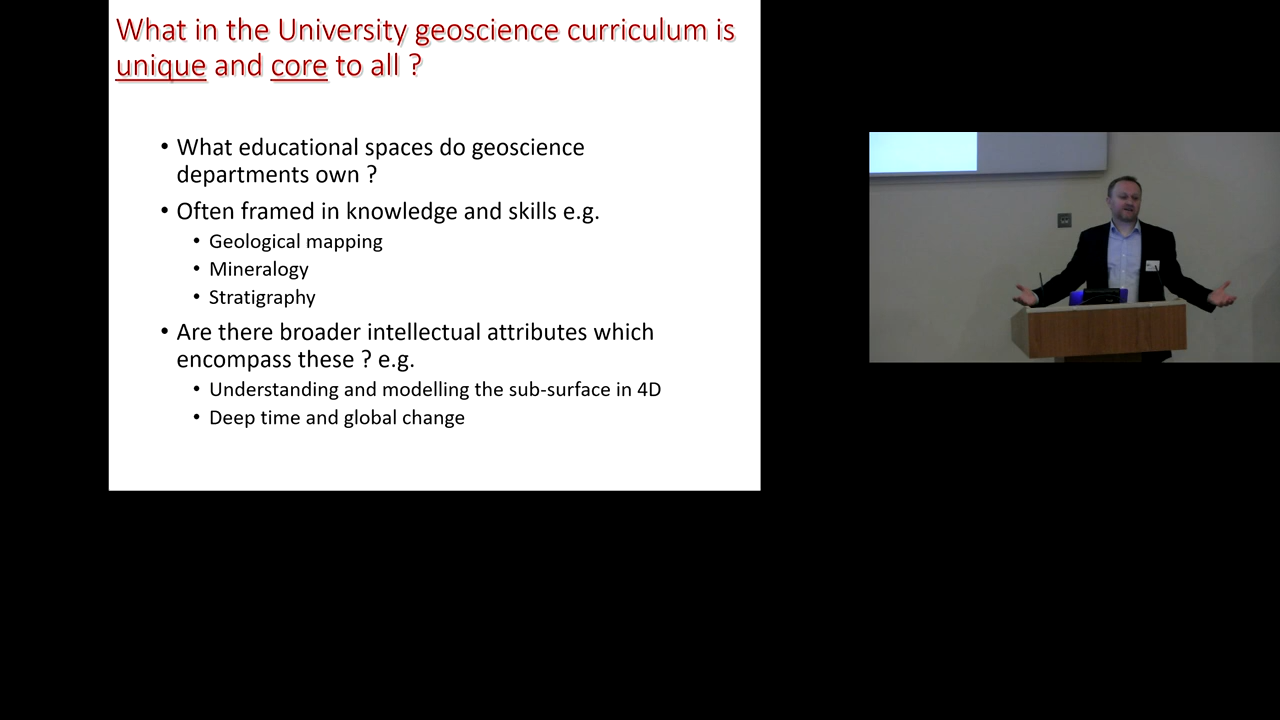 What in the University geoscience curriculum is
unique and core to all ?
• What educational spaces do geoscience
departments own ?
• Often framed in knowledge and skills e.g.
• Geological mapping
• Mineralogy
• Stratigraphy
• Are there broader intellectual attributes which
encompass these ? e.g.
• Understanding and modelling the sub-surface in 4D
• Deep time and global change